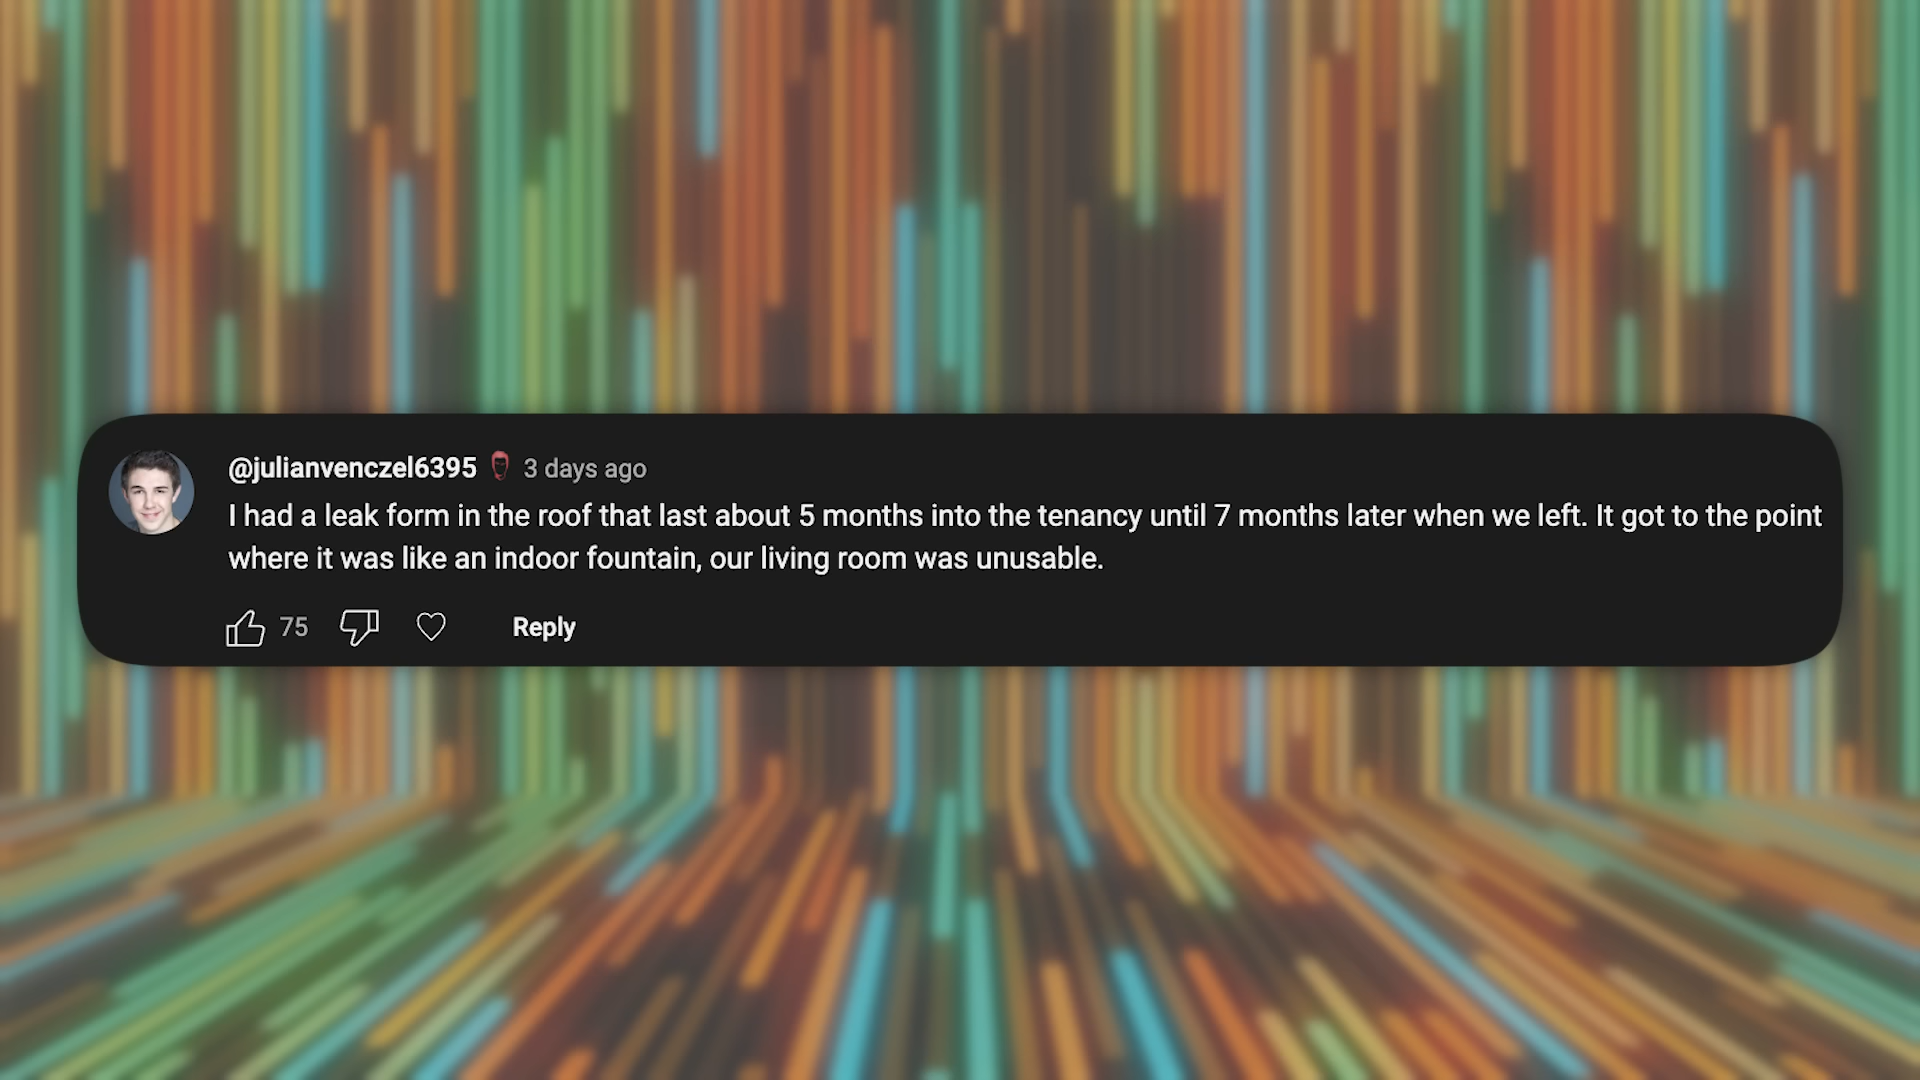 @julianvenczel6395 3 days ago
I had a leak form in the roof that last about 5 months into the tenancy until 7 months later when we left. It got to the point
where it was like an indoor fountain, our living room was unusable.
75 Reply